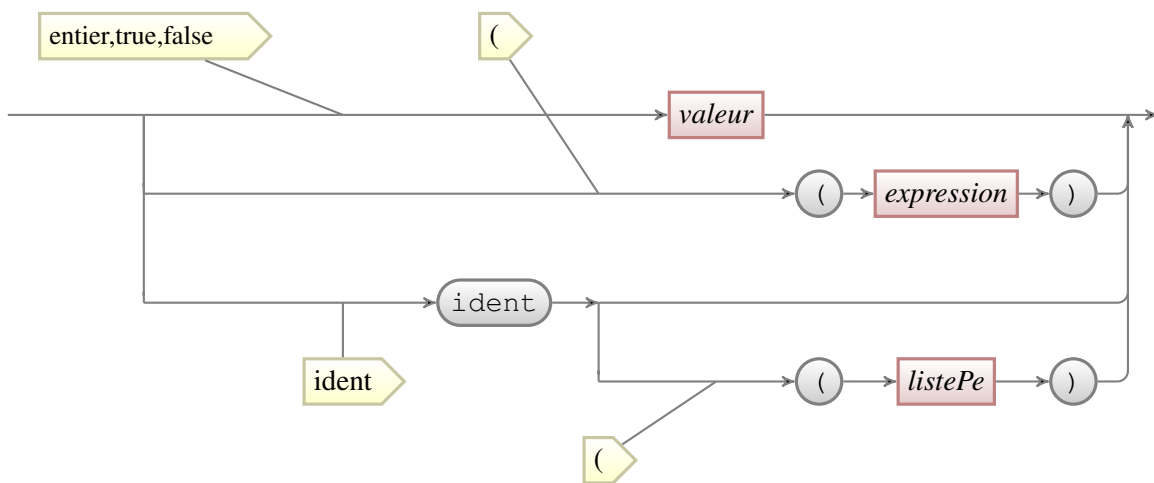 entier,true,false (
valeur
( expression )
ident
ident ( listePe )
(